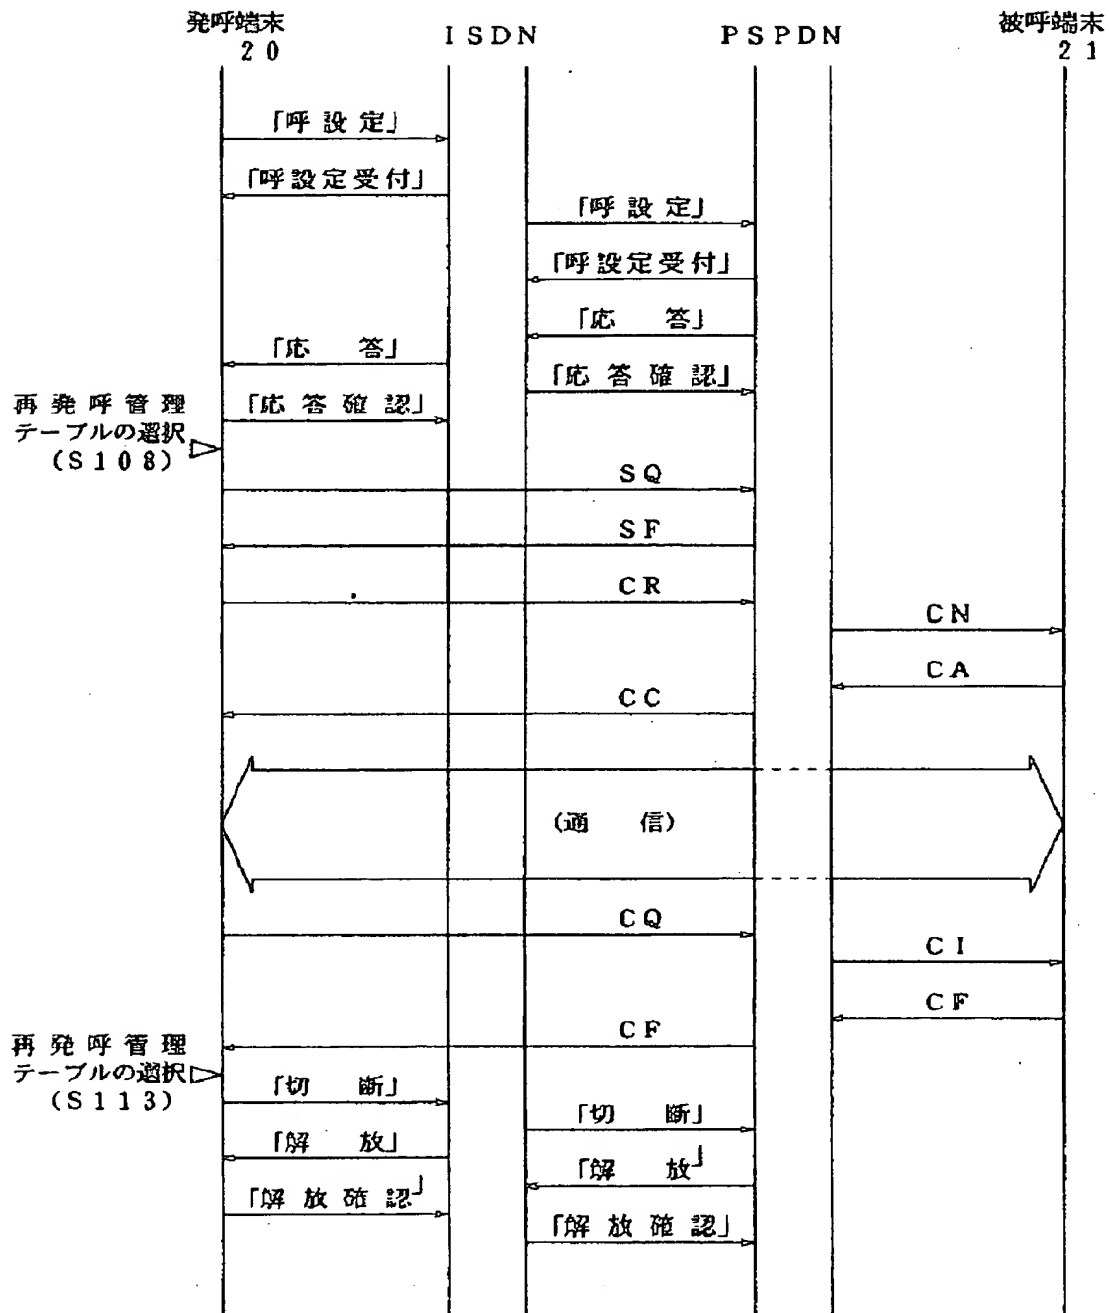 発呼端末
20
ISDN
PSPDN
被呼端末
21
「呼設定」
「呼設定受付」
「呼設定」
「呼設定受付」
「応答」
「応答」
「応答確認」
再発呼管理
テーブルの選択
(S108)
「応答確認」
SQ
SF
CR
CN
CA
CC
(通信)
CQ
CI
CF
CF
再発呼管理
テーブルの選択
(S113)
「切断」
「切断」
「解放」
「解放」
「解放確認」
「解放確認」